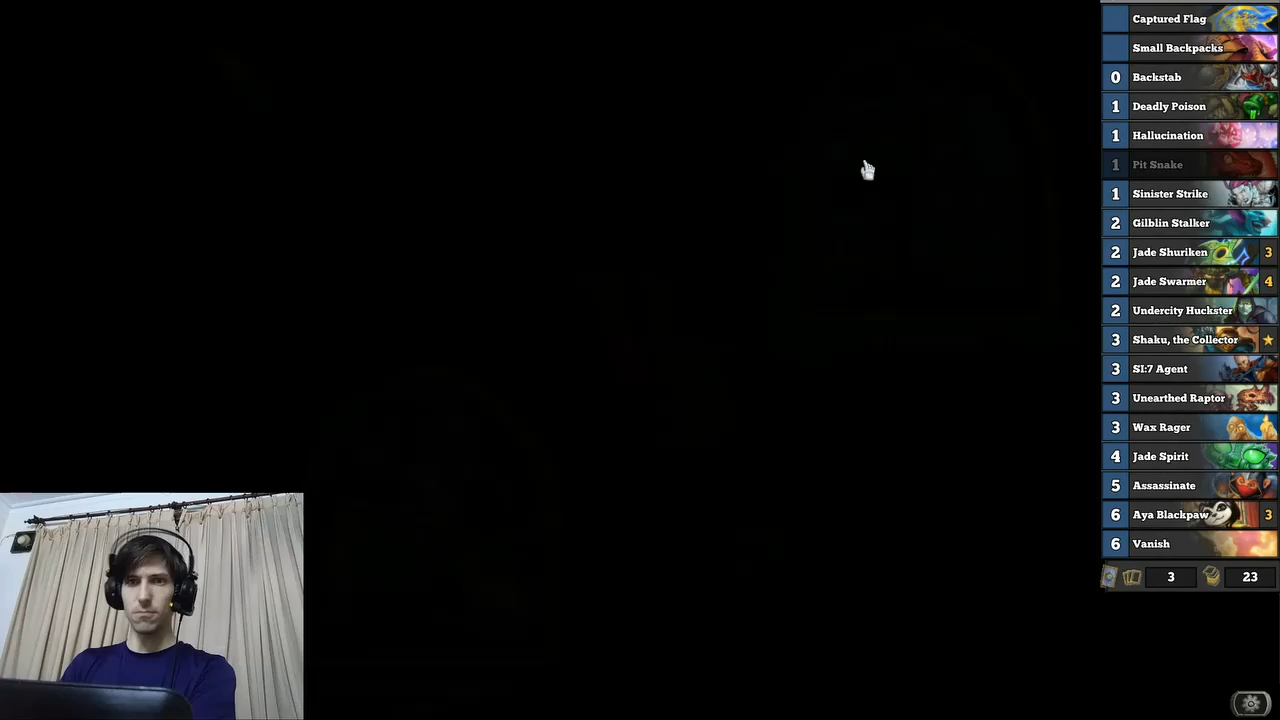 Captured Flag
Small Backpacks
0 Backstab
1 Deadly Poison
1 Hallucination
1 Pit Snake
1 Sinister Strike
2 Gilblin Stalker
2 Jade Shuriken 3
2 Jade Swarmer 4
2 Undercity Huckster
3 Shaku, the Collector
3 SI:7 Agent
3 Unearthed Raptor
3 Wax Rager
4 Jade Spirit
5 Assassinate
6 Aya Blackpaw 3
6 Vanish
3 23